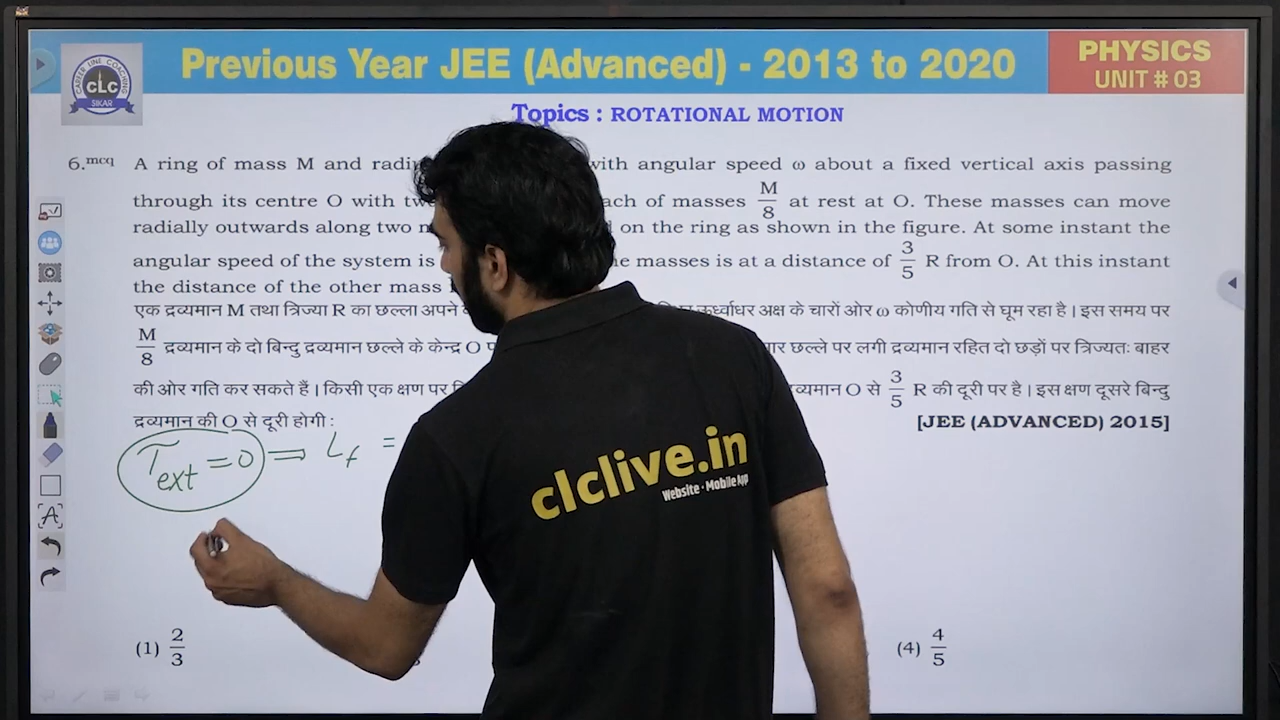 CAREER LINE COACHING
CLC
SIKAR
Previous Year JEE (Advanced) - 2013 to 2020
PHYSICS
UNIT # 03
Topics : ROTATIONAL MOTION
6.mcq A ring of mass M and with angular speed ω about a fixed vertical axis passing
through its centre O with of masses M/8 at rest at O. These masses can move
radially outwards along two on the ring as shown in the figure. At some instant the
angular speed of the system is masses is at a distance of 3/5 R from O. At this instant
the distance of the other mass
एक द्रव्यमान M तथा त्रिज्या R का छल्ला अपने ऊर्ध्वाधर अक्ष के चारों ओर ω कोणीय गति से घूम रहा है। इस समय पर
M/8 द्रव्यमान के दो बिन्दु द्रव्यमान छल्ले के केन्द्र O छल्ले पर लगी द्रव्यमान रहित दो छड़ों पर त्रिज्यतः बाहर
की ओर गति कर सकते हैं। किसी एक क्षण पर O से 3/5 R की दूरी पर है। इस क्षण दूसरे बिन्दु
द्रव्यमान की O से दूरी होगी :
[JEE (ADVANCED) 2015]
τext = 0 ⇒ Lf =
(1) 2/3
(4) 4/5
clclive.in
Website · Mobile App